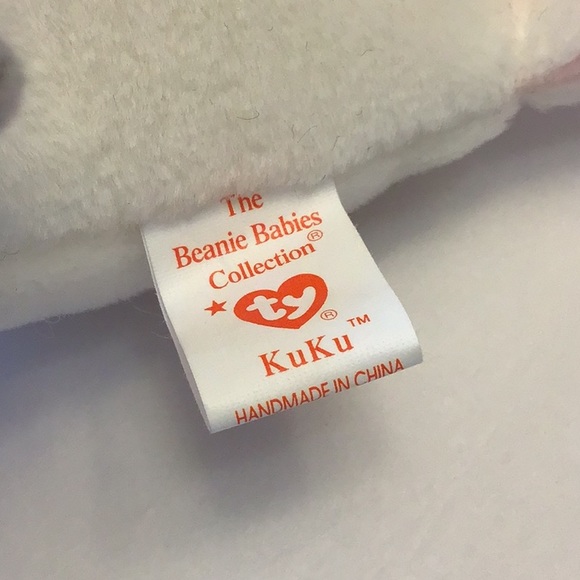 The
Beanie Babies
Collection®
★ ty ®
KuKu™
HANDMADE IN CHINA